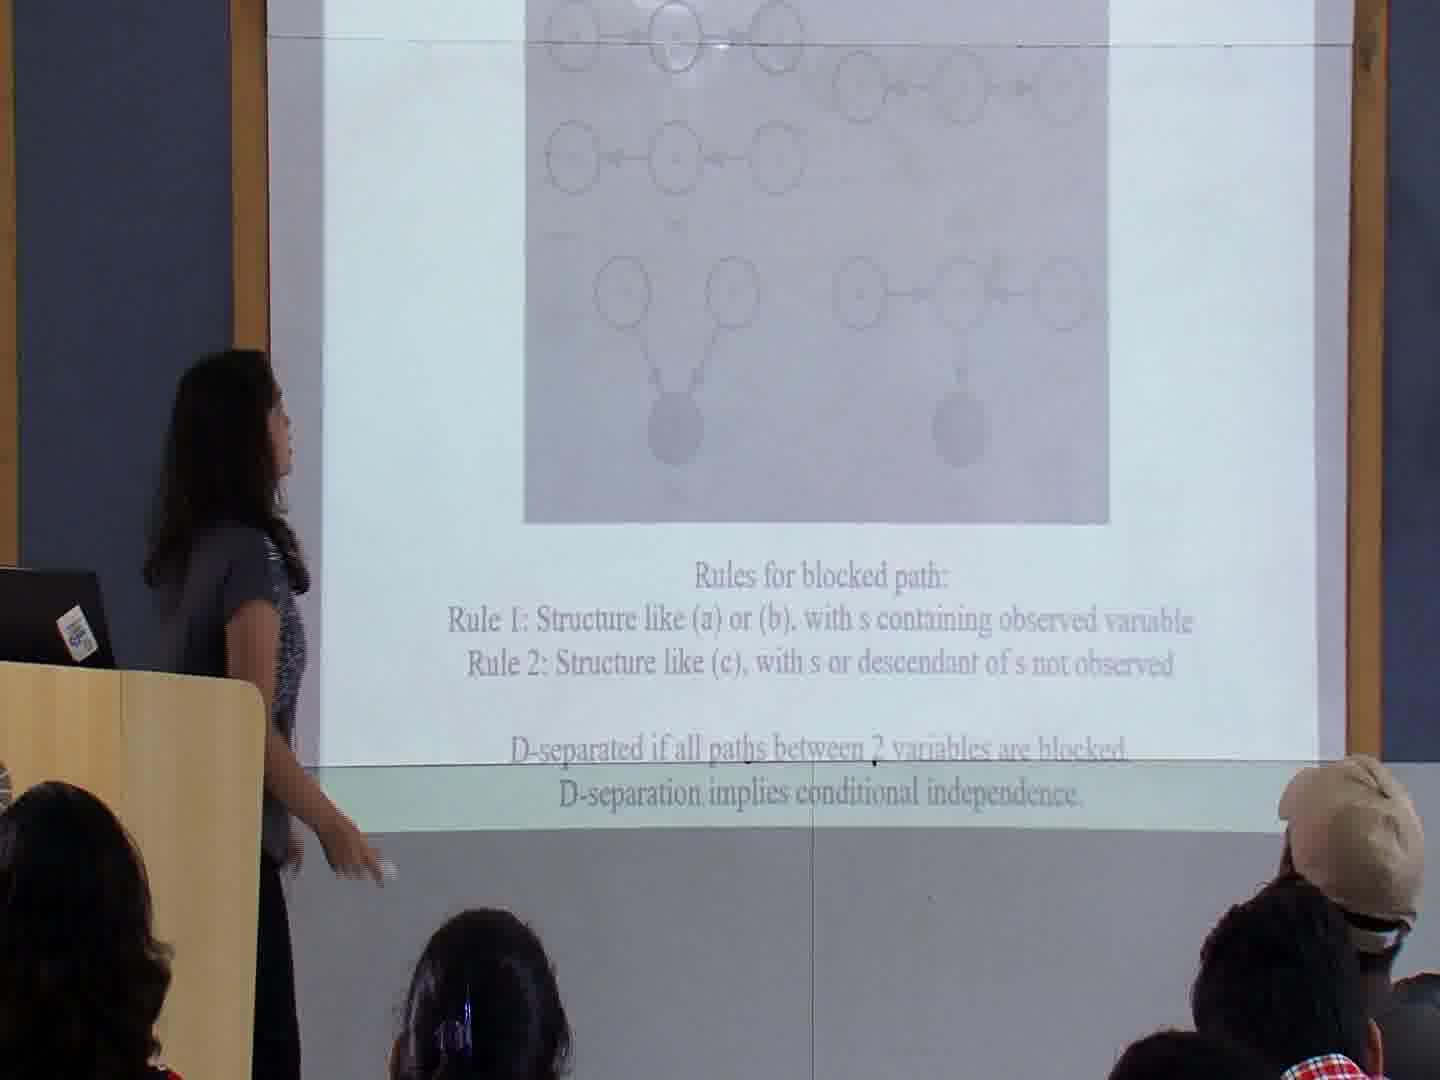 Rules for blocked path:
Rule 1: Structure like (a) or (b), with s containing observed variable
Rule 2: Structure like (c), with s or descendant of s not observed
D-separated if all paths between 2 variables are blocked.
D-separation implies conditional independence.